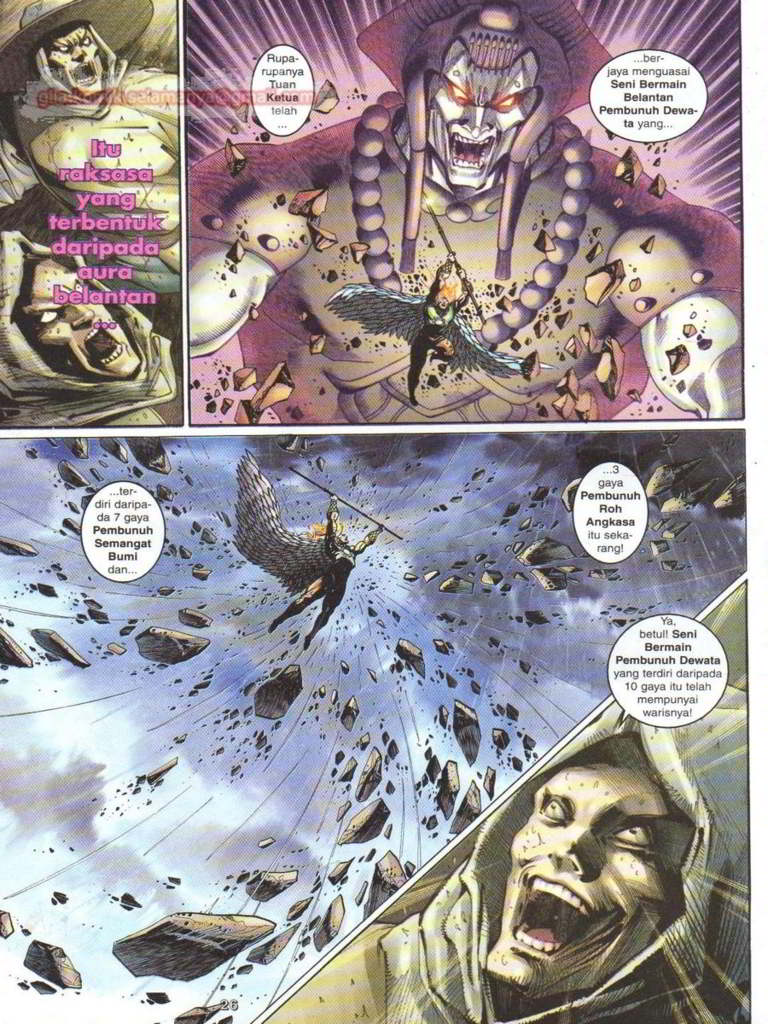 Itu
raksasa
yang
terbentuk
daripada
aura
belantan
...
Rupa-
rupanya
Tuan
Ketua
telah
...
...ber-
jaya menguasai
Seni Bermain
Belantan
Pembunuh Dewa-
ta yang...
...ter-
diri daripa-
da 7 gaya
Pembunuh
Semangat
Bumi
dan...
...3
gaya
Pembunuh
Roh
Angkasa
itu seka-
rang!
Ya,
betul! Seni
Bermain
Pembunuh Dewata
yang terdiri daripada
10 gaya itu telah
mempunyai
warisnya!
26